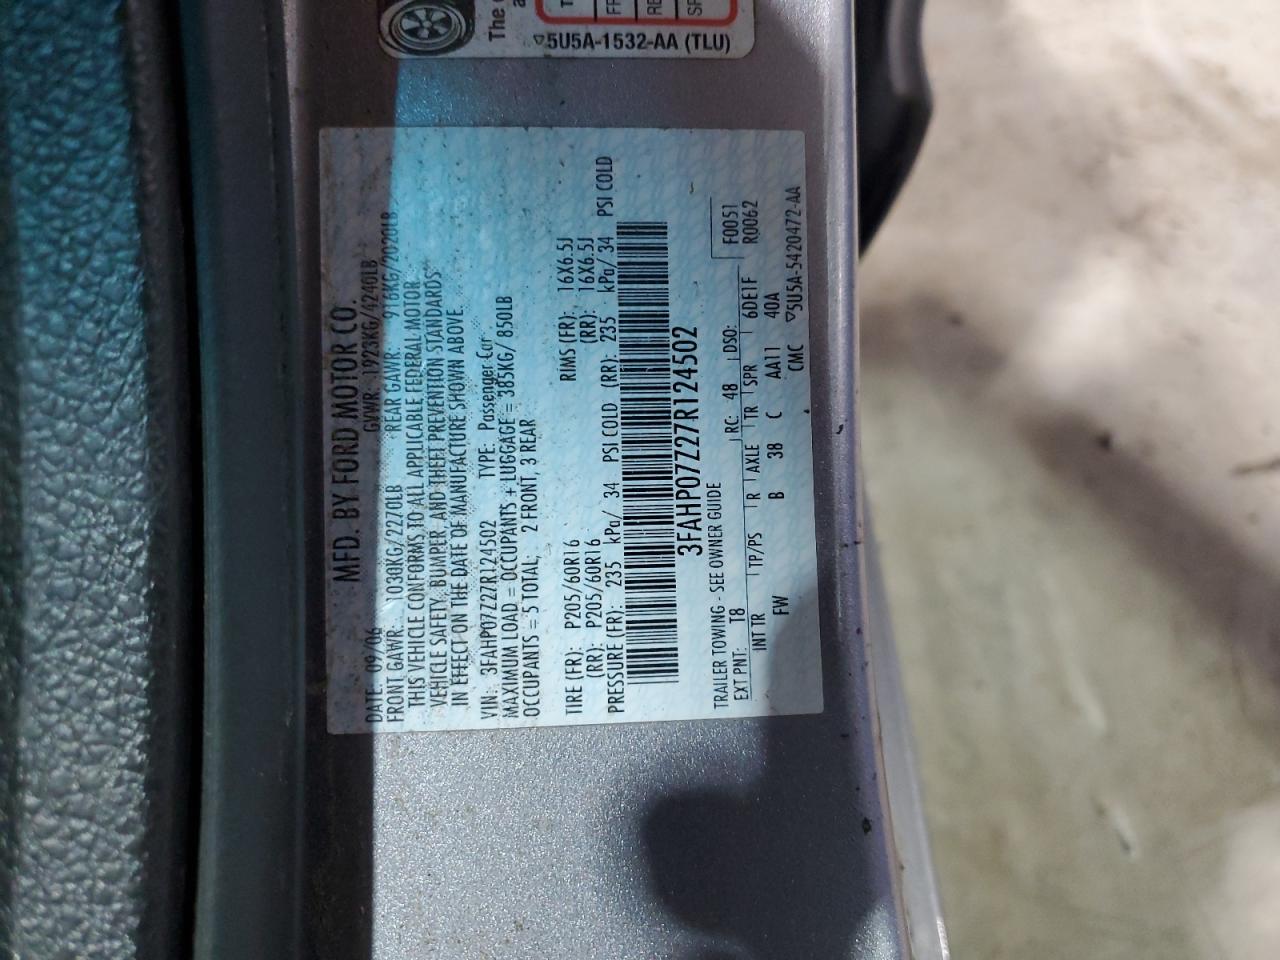 The
T
FR
RE
SP
▽5U5A-1532-AA (TLU)
MFD. BY FORD MOTOR CO.
DATE: 09/06 GVWR: 1923KG/4240LB
FRONT GAWR: 1030KG/2270LB REAR GAWR: 916KG/2020LB
THIS VEHICLE CONFORMS TO ALL APPLICABLE FEDERAL MOTOR
VEHICLE SAFETY, BUMPER, AND THEFT PREVENTION STANDARDS
IN EFFECT ON THE DATE OF MANUFACTURE SHOWN ABOVE.
VIN: 3FAHP07Z27R124502 TYPE: Passenger Car
MAXIMUM LOAD = OCCUPANTS + LUGGAGE = 385KG/ 850LB
OCCUPANTS = 5 TOTAL, 2 FRONT, 3 REAR
TIRE (FR): P205/60R16 RIMS (FR): 16X6.5J
(RR): P205/60R16 (RR): 16X6.5J
PRESSURE (FR): 235 kPa/ 34 PSI COLD (RR): 235 kPa/ 34 PSI COLD
3FAHP07Z27R124502
TRAILER TOWING - SEE OWNER GUIDE F0051
EXT PNT: T8 RC: 48 DSO: R0062
INT TR TP/PS R AXLE TR SPR 6DE1F
FW B 38 C AA11 40A
CMC ▽5U5A-5420472-AA